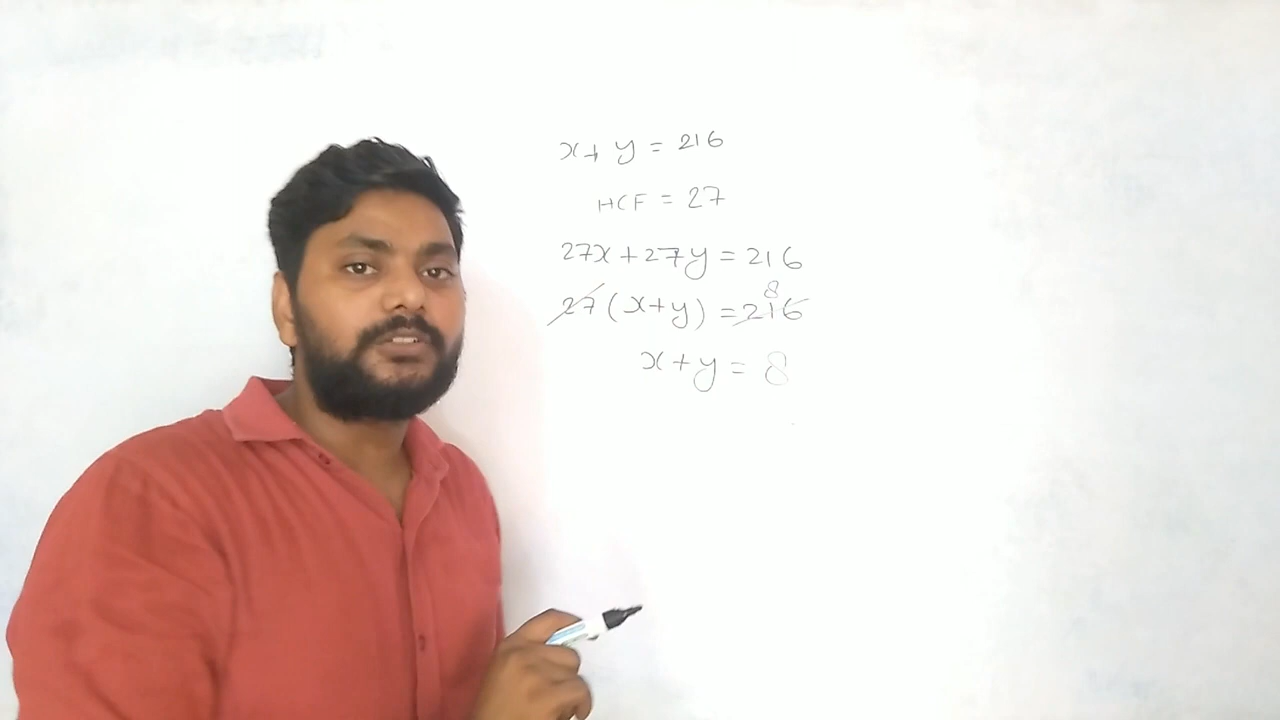 x + y = 216
HCF = 27
27x + 27y = 216
8
27 (x + y) = 216
x + y = 8